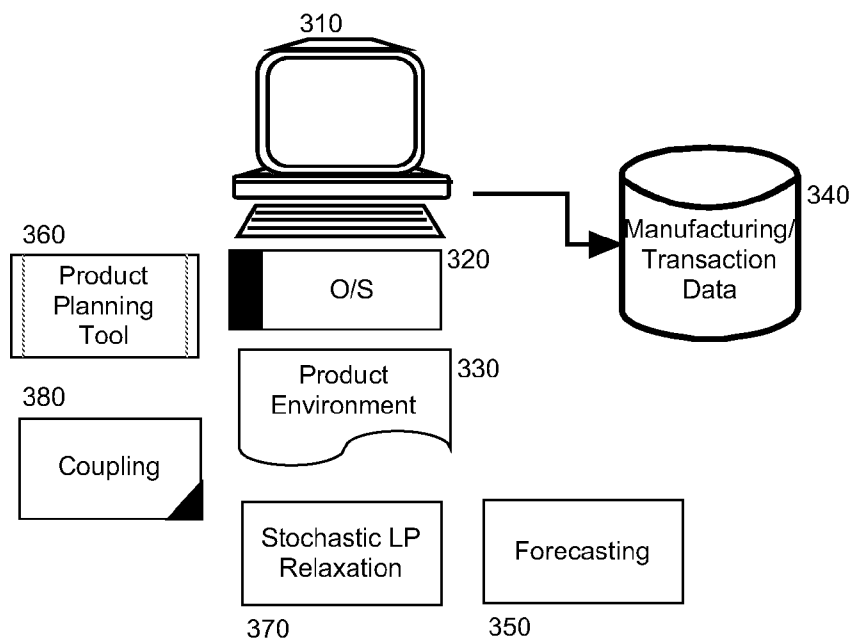 310
340
Manufacturing/
Transaction
Data
360
Product
Planning
Tool
320
O/S
330
Product
Environment
380
Coupling
Stochastic LP
Relaxation
370
Forecasting
350